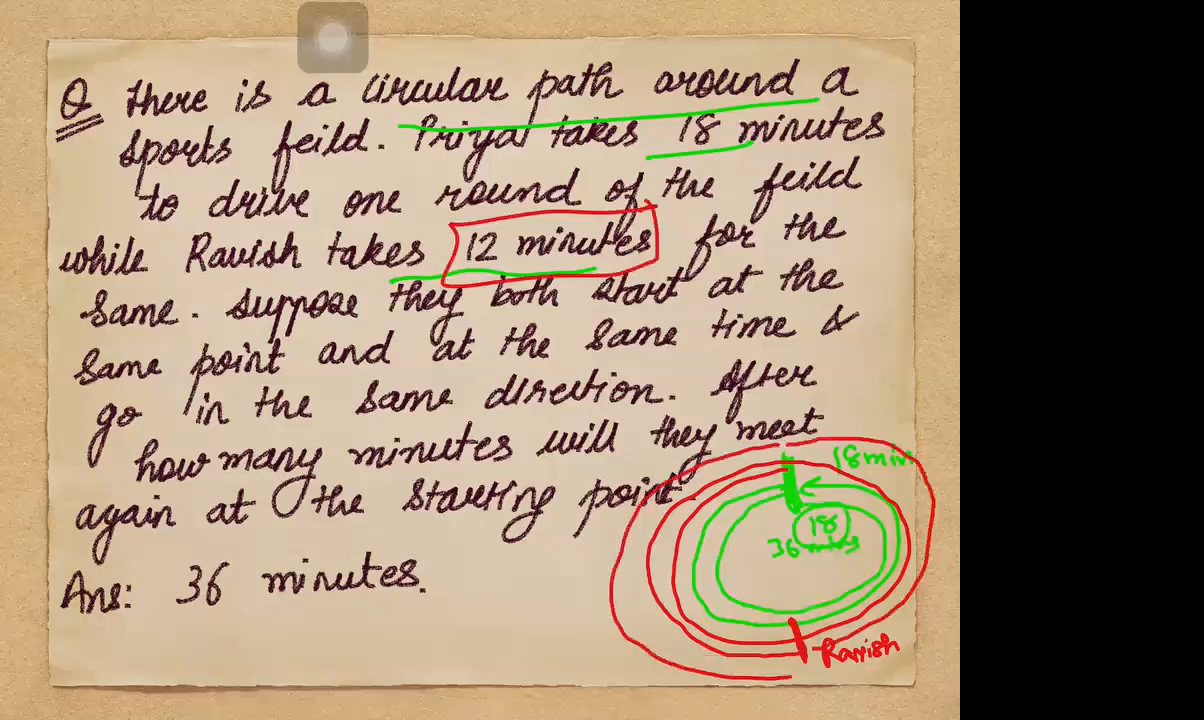 Q There is a circular path around a
sports feild. Priya takes 18 minutes
to drive one round of the feild
while Ravish takes 12 minutes for the
same. Suppose they both start at the
same point and at the same time &
go in the same direction. After
how many minutes will they meet
again at the starting point.
18 min
18
36 mins
Ans: 36 minutes.
Ravish